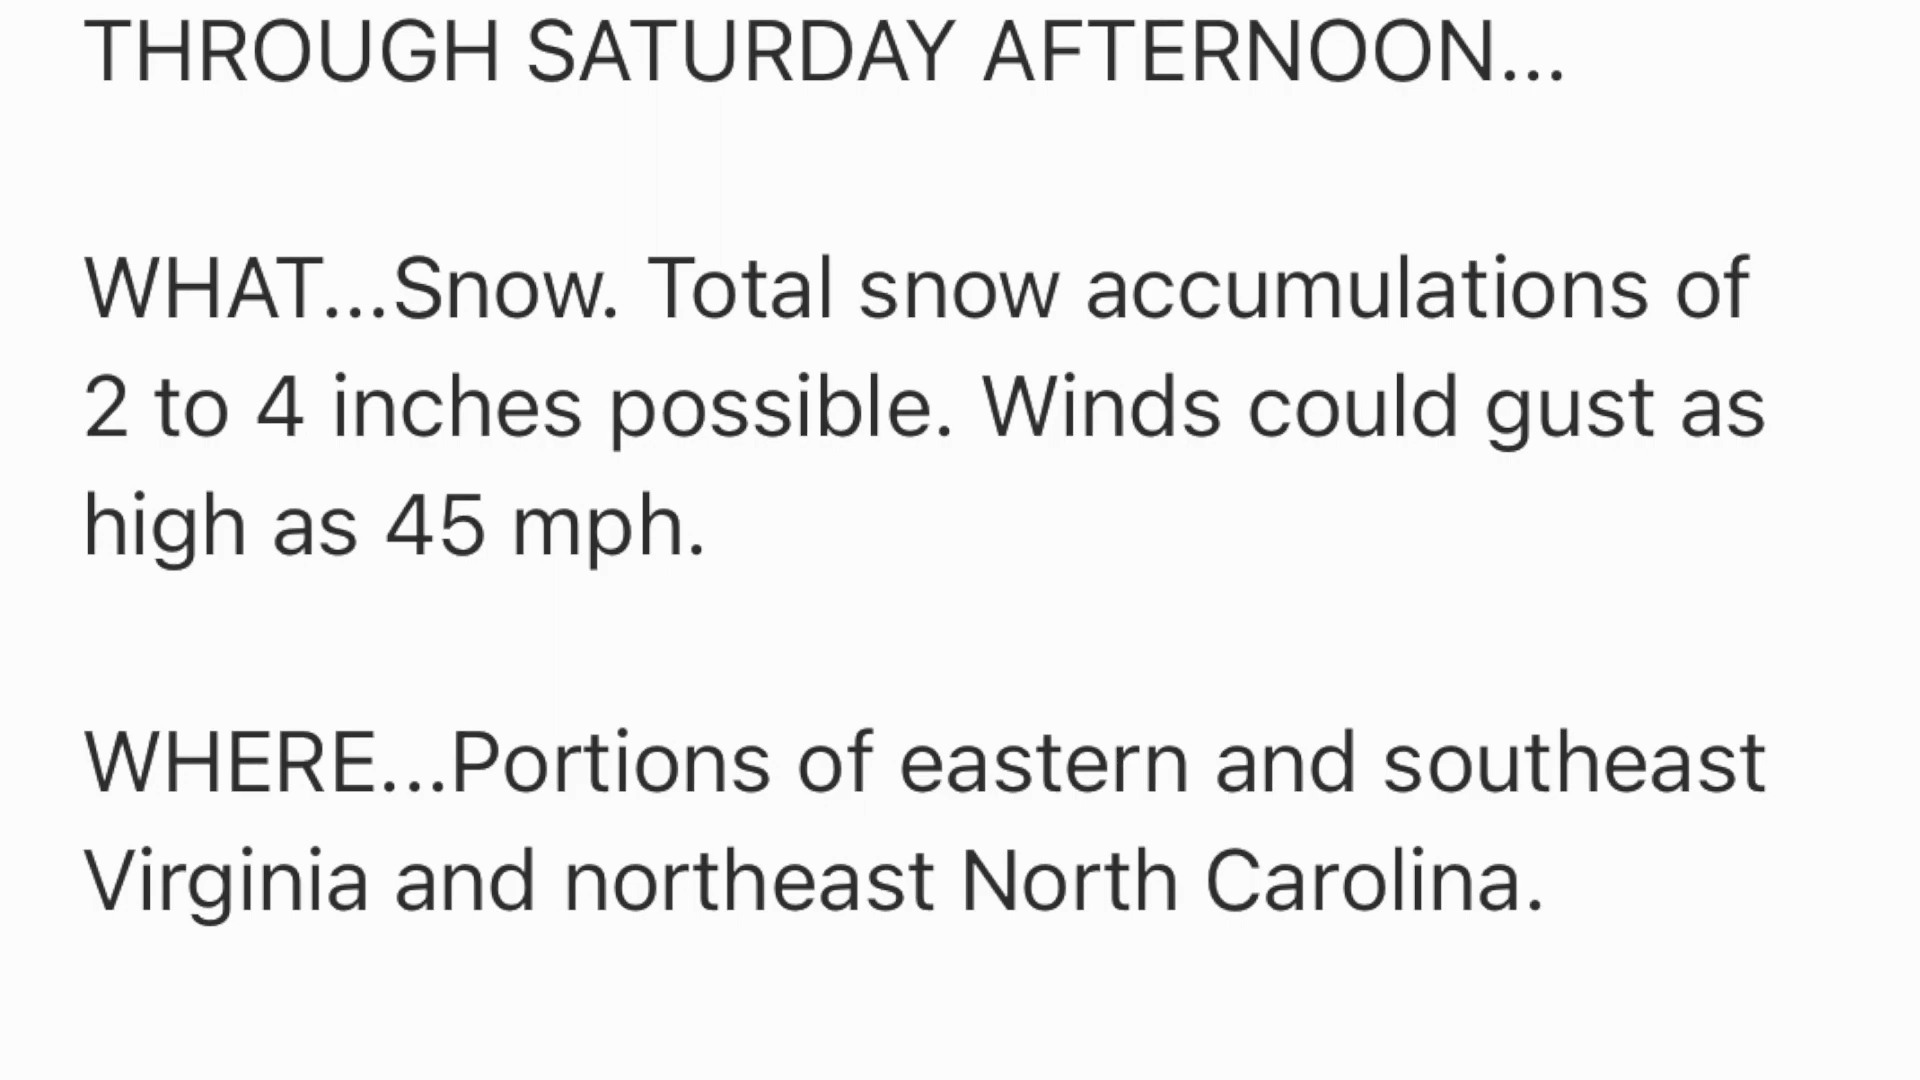 THROUGH SATURDAY AFTERNOON...
WHAT...Snow. Total snow accumulations of
2 to 4 inches possible. Winds could gust as
high as 45 mph.
WHERE...Portions of eastern and southeast
Virginia and northeast North Carolina.